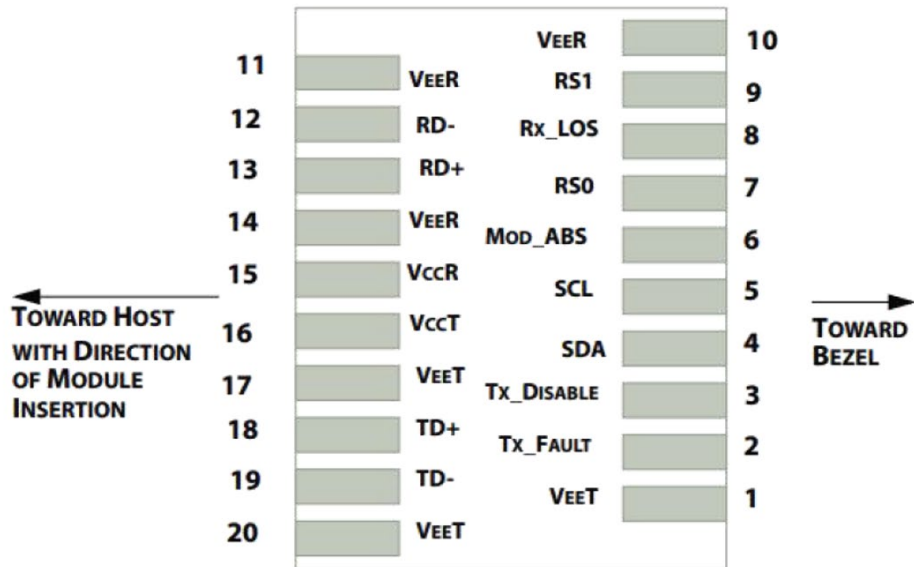 11 VEER
12 RD-
13 RD+
14 VEER
15 VCCR
16 VCCT
17 VEET
18 TD+
19 TD-
20 VEET
VEER 10
RS1 9
RX_LOS 8
RS0 7
MOD_ABS 6
SCL 5
SDA 4
TX_DISABLE 3
TX_FAULT 2
VEET 1
TOWARD HOST
WITH DIRECTION
OF MODULE
INSERTION
TOWARD
BEZEL